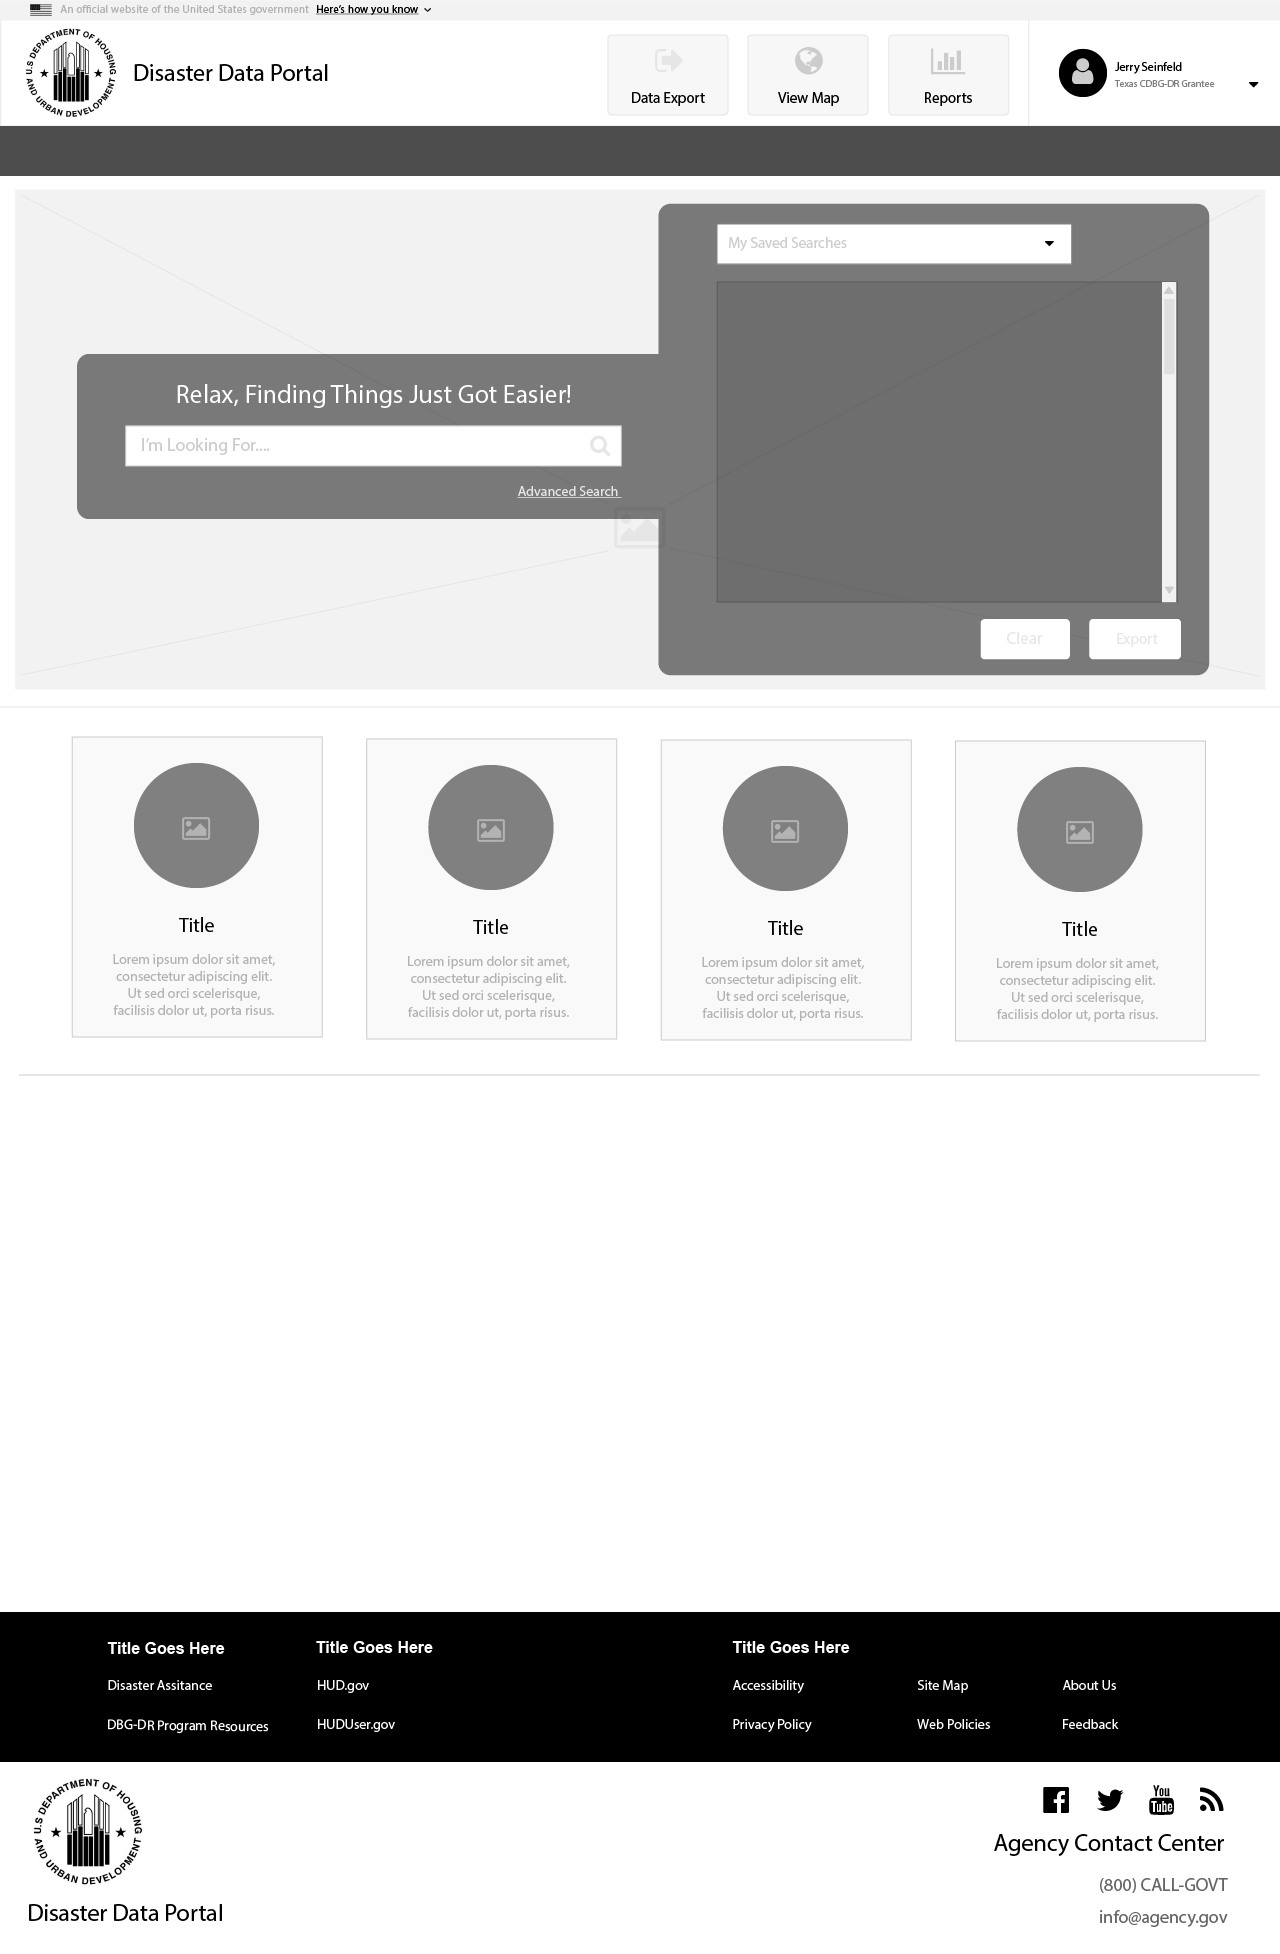 An official website of the United States government Here's how you know
U.S DEPARTMENT OF HOUSING
AND URBAN DEVELOPMENT
Disaster Data Portal
Data Export
View Map
Reports
Jerry Seinfeld
Texas CDBG-DR Grantee
My Saved Searches
Relax, Finding Things Just Got Easier!
I'm Looking For....
Advanced Search
Clear
Export
Title
Lorem ipsum dolor sit amet,
consectetur adipiscing elit.
Ut sed orci scelerisque,
facilisis dolor ut, porta risus.
Title
Lorem ipsum dolor sit amet,
consectetur adipiscing elit.
Ut sed orci scelerisque,
facilisis dolor ut, porta risus.
Title
Lorem ipsum dolor sit amet,
consectetur adipiscing elit.
Ut sed orci scelerisque,
facilisis dolor ut, porta risus.
Title
Lorem ipsum dolor sit amet,
consectetur adipiscing elit.
Ut sed orci scelerisque,
facilisis dolor ut, porta risus.
Title Goes Here
Disaster Assitance
DBG-DR Program Resources
Title Goes Here
HUD.gov
HUDUser.gov
Title Goes Here
Accessibility
Site Map
About Us
Privacy Policy
Web Policies
Feedback
U.S DEPARTMENT OF HOUSING
AND URBAN DEVELOPMENT
Disaster Data Portal
You
Tube
Agency Contact Center
(800) CALL-GOVT
info@agency.gov